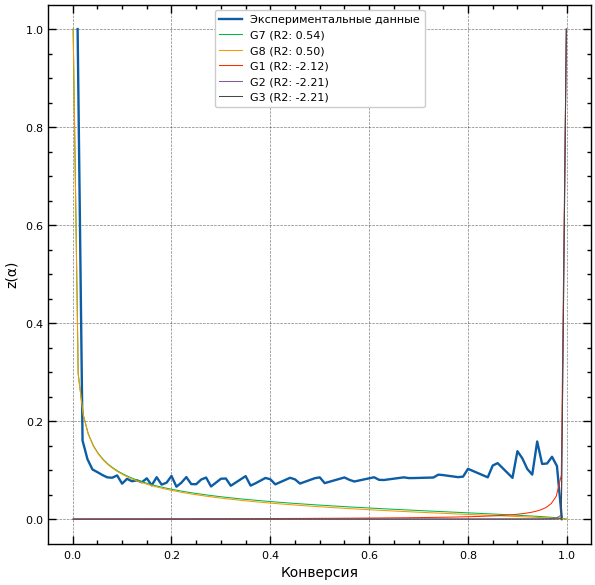 Экспериментальные данные
G7 (R2: 0.54)
G8 (R2: 0.50)
G1 (R2: -2.12)
G2 (R2: -2.21)
G3 (R2: -2.21)
z(α)
1.0
0.8
0.6
0.4
0.2
0.0
0.0 0.2 0.4 0.6 0.8 1.0
Конверсия